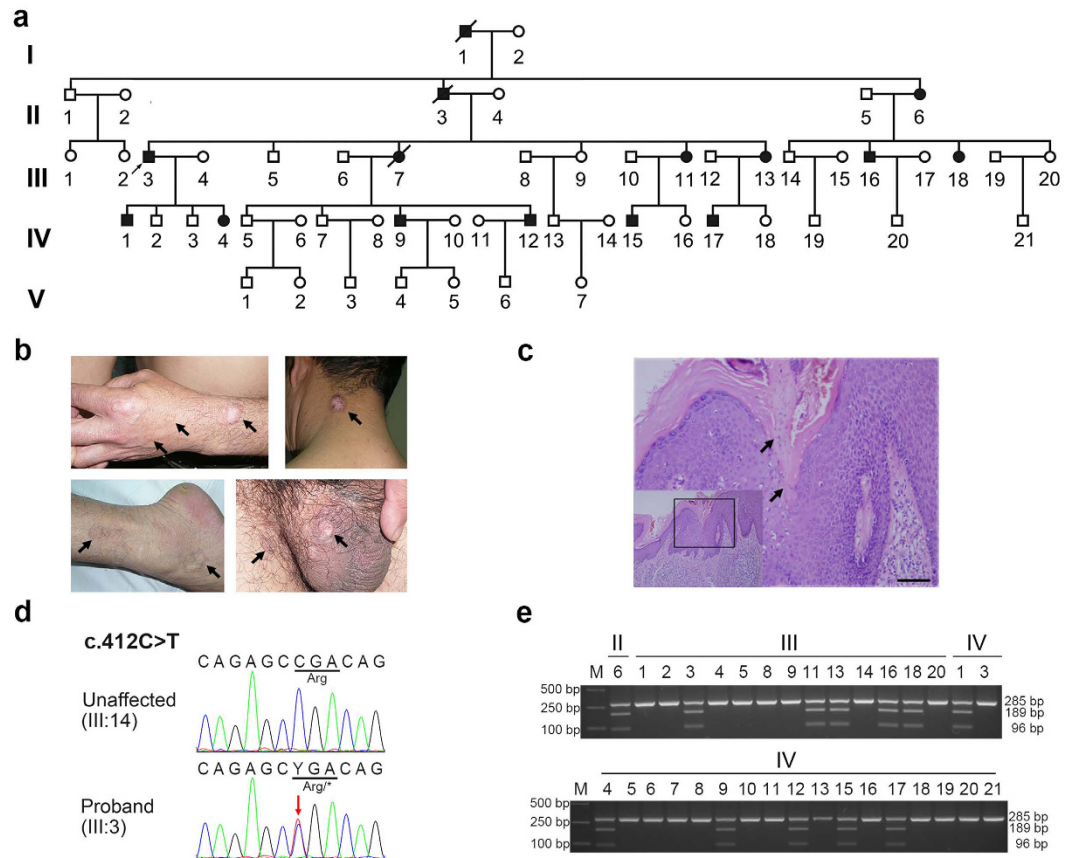 a
I
1 2
II
1 2 3 4 5 6
III
1 2 3 4 5 6 7 8 9 10 11 12 13 14 15 16 17 18 19 20
IV
1 2 3 4 5 6 7 8 9 10 11 12 13 14 15 16 17 18 19 20 21
V
1 2 3 4 5 6 7
b
c
d
c.412C>T
C A G A G C C G A C A G
Arg
Unaffected
(III:14)
C A G A G C Y G A C A G
Arg/*
Proband
(III:3)
e
II III IV
M 6 1 2 3 4 5 8 9 11 13 14 16 18 20 1 3
500 bp
250 bp
100 bp
285 bp
189 bp
96 bp
IV
M 4 5 6 7 8 9 10 11 12 13 15 16 17 18 19 20 21
500 bp
250 bp
100 bp
285 bp
189 bp
96 bp